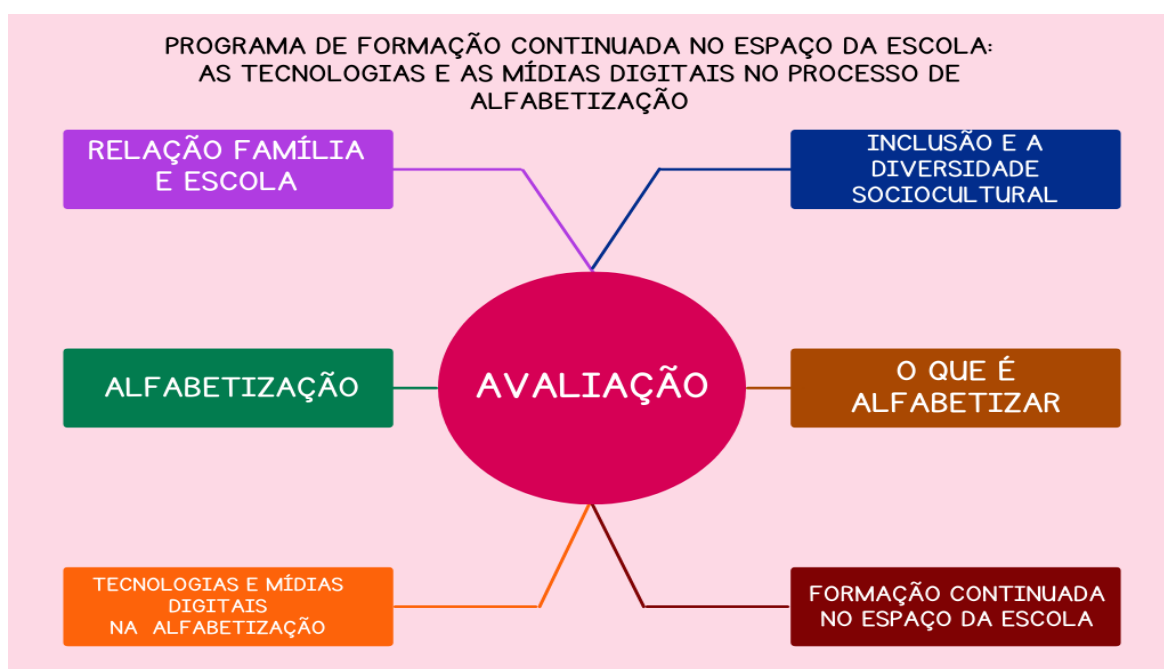 PROGRAMA DE FORMAÇÃO CONTINUADA NO ESPAÇO DA ESCOLA:
AS TECNOLOGIAS E AS MÍDIAS DIGITAIS NO PROCESSO DE
ALFABETIZAÇÃO
RELAÇÃO FAMÍLIA
E ESCOLA
INCLUSÃO E A
DIVERSIDADE
SOCIOCULTURAL
ALFABETIZAÇÃO
AVALIAÇÃO
O QUE É
ALFABETIZAR
TECNOLOGIAS E MÍDIAS
DIGITAIS
NA ALFABETIZAÇÃO
FORMAÇÃO CONTINUADA
NO ESPAÇO DA ESCOLA